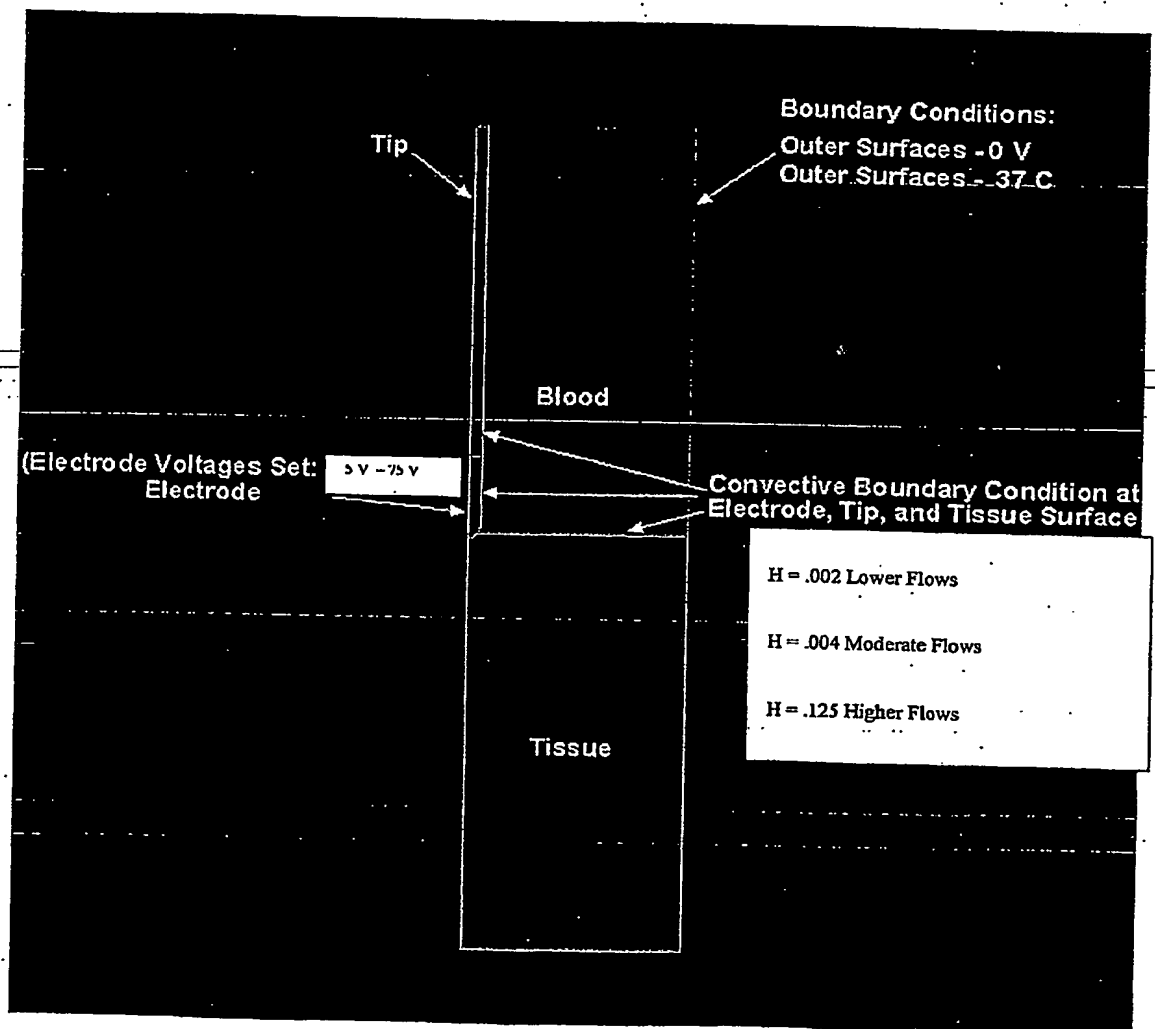 Boundary Conditions:
Tip
Outer Surfaces - 0 V
Outer Surfaces - 37 C
Blood
(Electrode Voltages Set: 5 V - 75 V
Electrode
Convective Boundary Condition at
Electrode, Tip, and Tissue Surface
H = .002 Lower Flows
H = .004 Moderate Flows
H = .125 Higher Flows
Tissue